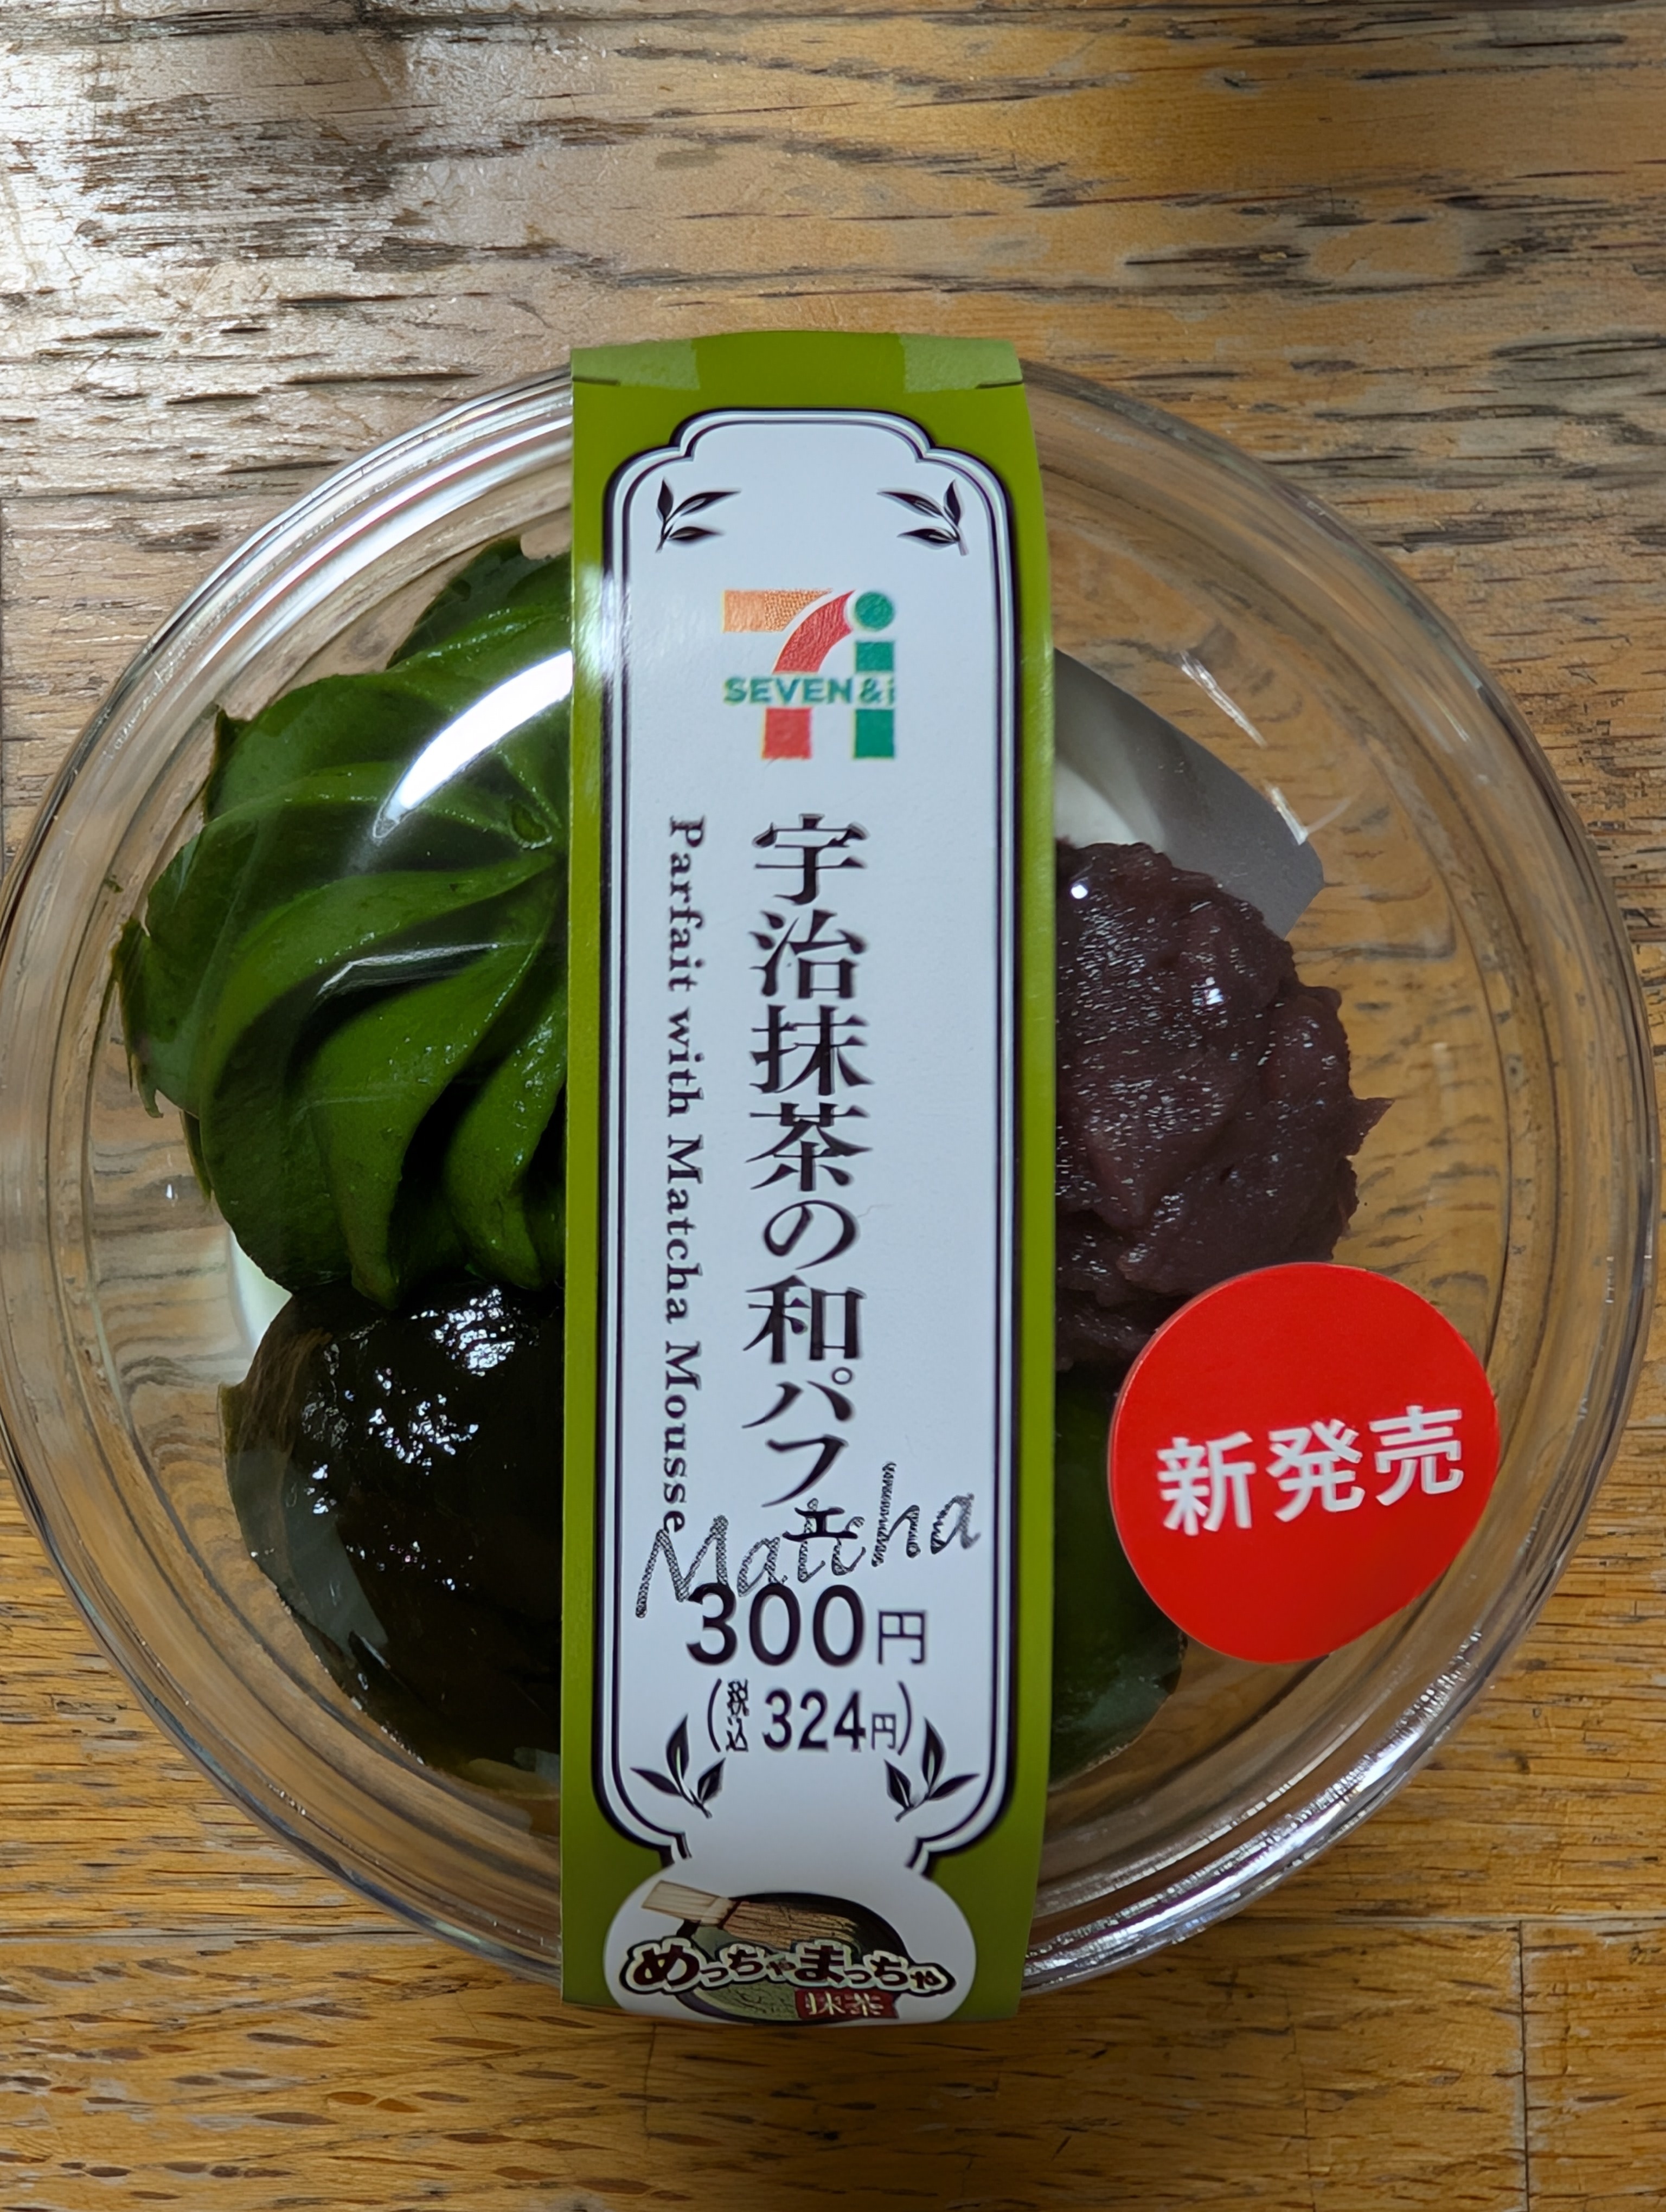 7i
SEVEN&i
宇治抹茶の和パフェ
Parfait with Matcha Mousse
Matcha
300円
(税込324円)
新発売
めっちゃまっちゃ
抹茶